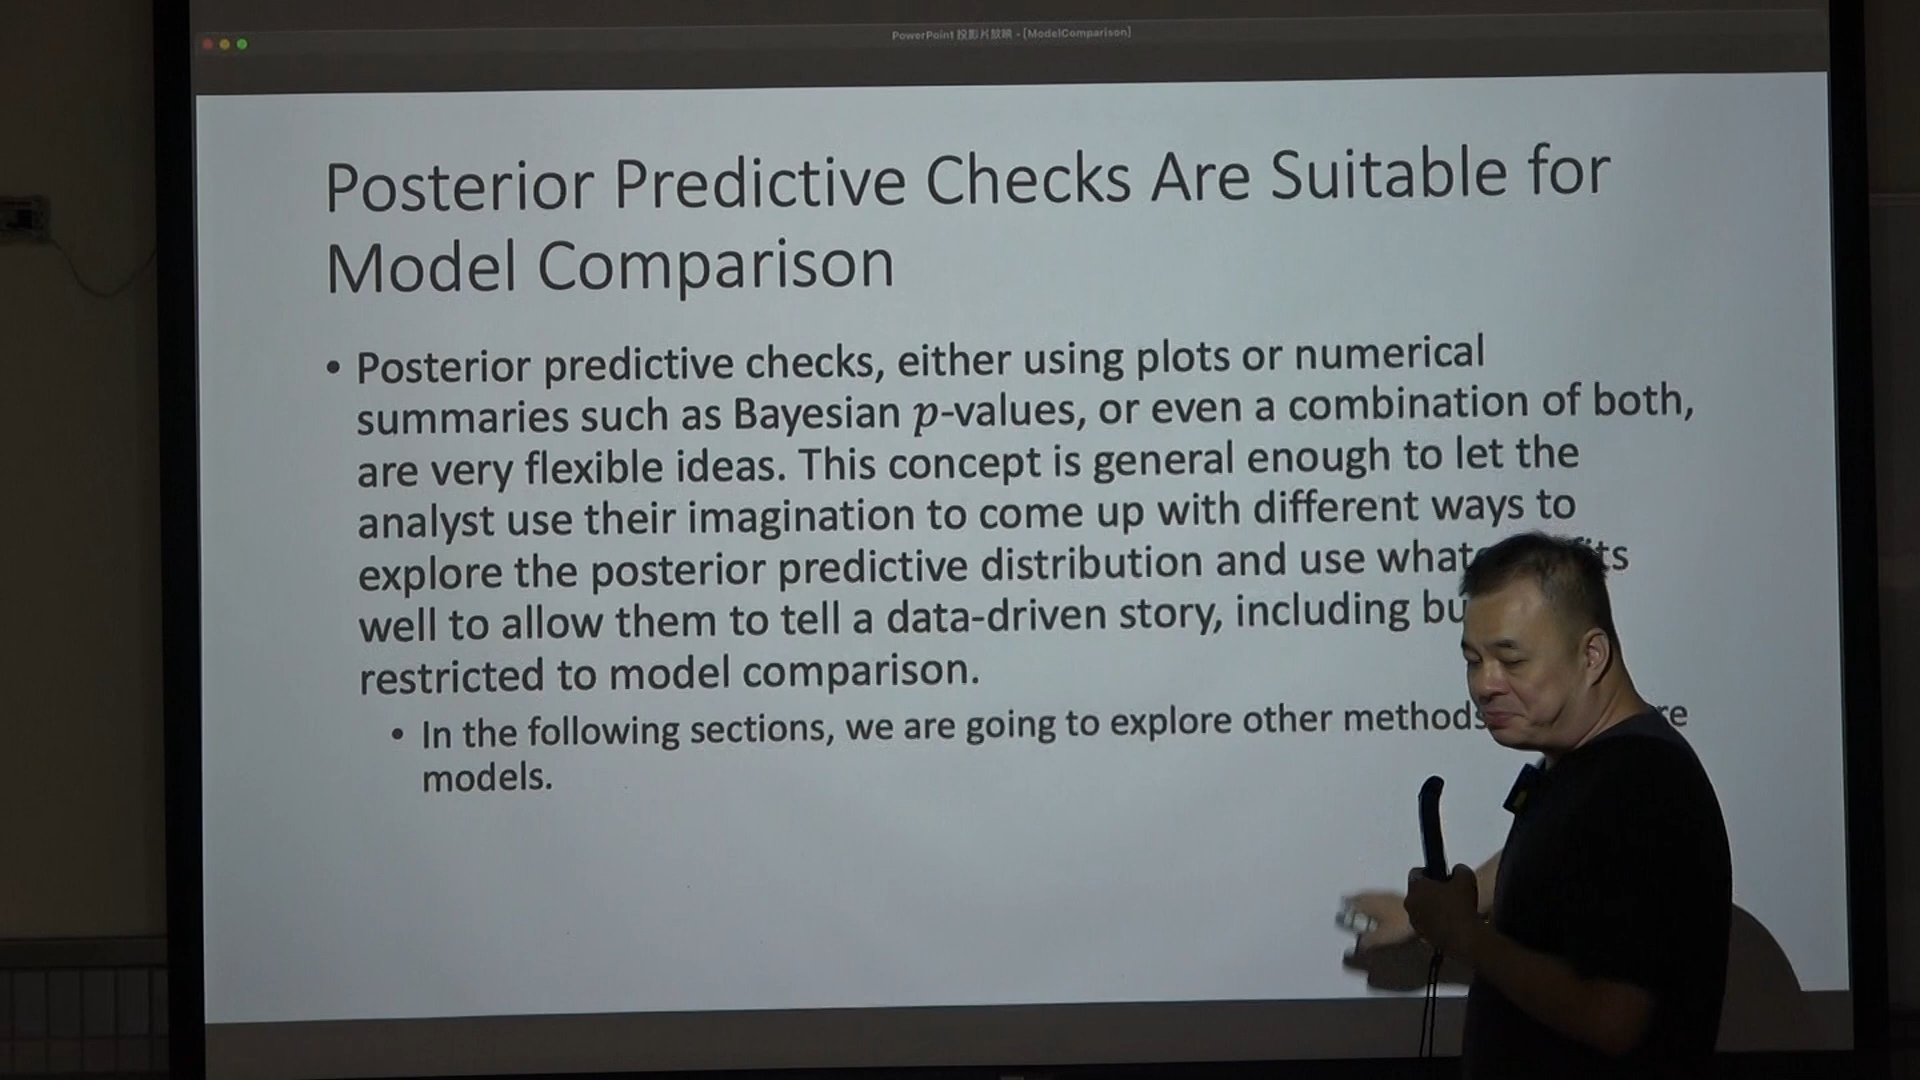 PowerPoint 投影片放映 - [ModelComparison]
Posterior Predictive Checks Are Suitable for
Model Comparison
• Posterior predictive checks, either using plots or numerical
summaries such as Bayesian p-values, or even a combination of both,
are very flexible ideas. This concept is general enough to let the
analyst use their imagination to come up with different ways to
explore the posterior predictive distribution and use what
well to allow them to tell a data-driven story, including bu
restricted to model comparison.
• In the following sections, we are going to explore other methods re
models.